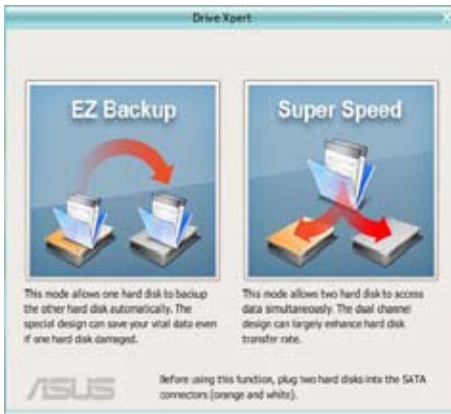 Drive Xpert
EZ Backup
This mode allows one hard disk to backup
the other hard disk automatically. The
special design can save your vital data even
if one hard disk damaged.
Super Speed
This mode allows two hard disk to access
data simultaneously. The dual channel
design can largely enhance hard disk
transfer rate.
ASUS
Before using this function, plug two hard disks into the SATA
connectors (orange and white).